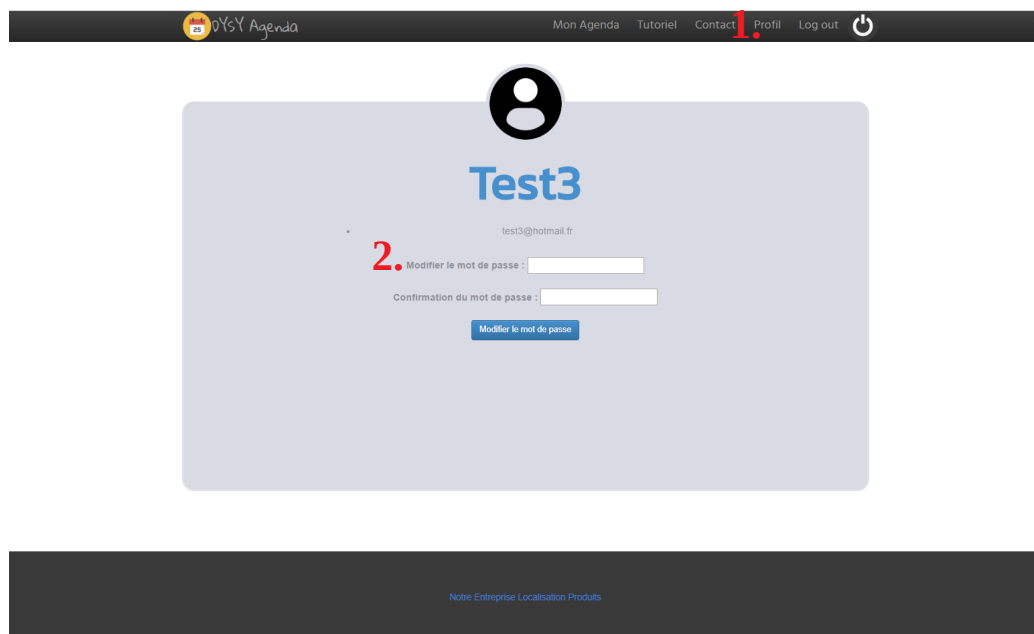 25 DYSY Agenda Mon Agenda Tutoriel Contact 1. Profil Log out
Test3
test3@hotmail.fr
2. Modifier le mot de passe :
Confirmation du mot de passe :
Modifier le mot de passe
Notre Entreprise Localisation Produits